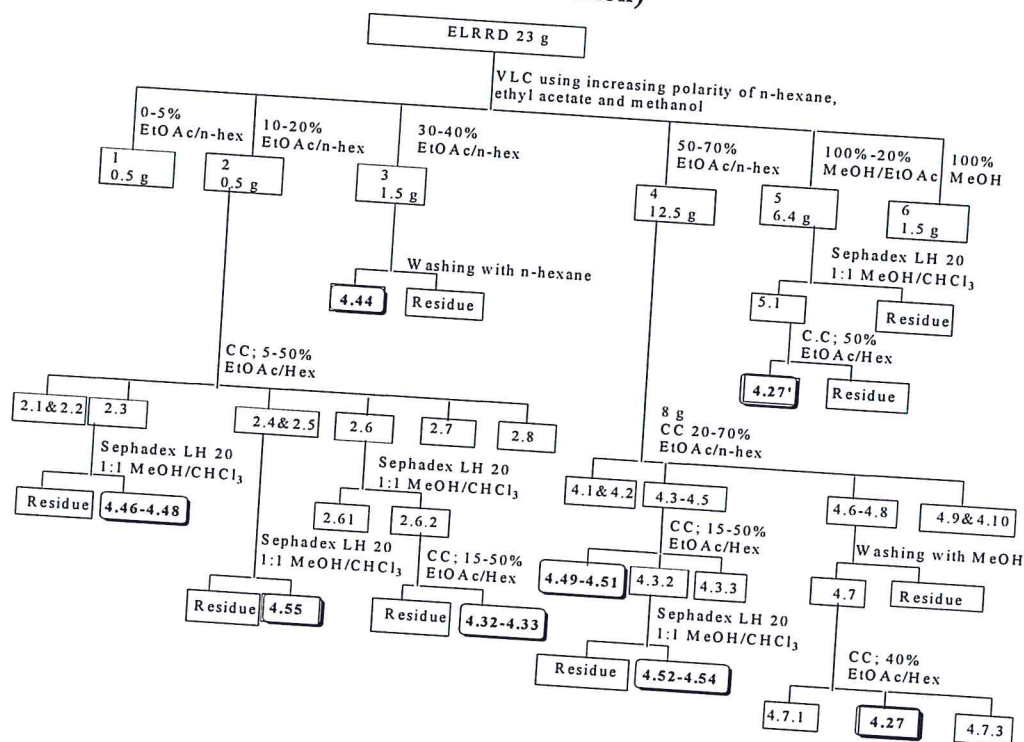 ELRRD 23 g
VLC using increasing polarity of n-hexane,
ethyl acetate and methanol
0-5%
EtOAc/n-hex
10-20%
EtOAc/n-hex
30-40%
EtOAc/n-hex
50-70%
EtOAc/n-hex
100%-20%
MeOH/EtOAc
100%
MeOH
1
0.5 g
2
0.5 g
3
1.5 g
4
12.5 g
5
6.4 g
6
1.5 g
Washing with n-hexane
4.44
Residue
Sephadex LH 20
1:1 MeOH/CHCl₃
5.1
Residue
C.C; 50%
EtOAc/Hex
4.27'
Residue
CC; 5-50%
EtOAc/Hex
2.1&2.2
2.3
2.4&2.5
2.6
2.7
2.8
Sephadex LH 20
1:1 MeOH/CHCl₃
Residue
4.46-4.48
Sephadex LH 20
1:1 MeOH/CHCl₃
Residue
4.55
Sephadex LH 20
1:1 MeOH/CHCl₃
2.61
2.6.2
CC; 15-50%
EtOAc/Hex
Residue
4.32-4.33
8 g
CC 20-70%
EtOAc/n-hex
4.1&4.2
4.3-4.5
4.6-4.8
4.9&4.10
CC; 15-50%
EtOAc/Hex
4.49-4.51
4.3.2
4.3.3
Sephadex LH 20
1:1 MeOH/CHCl₃
Residue
4.52-4.54
Washing with MeOH
4.7
Residue
CC; 40%
EtOAc/Hex
4.7.1
4.27
4.7.3